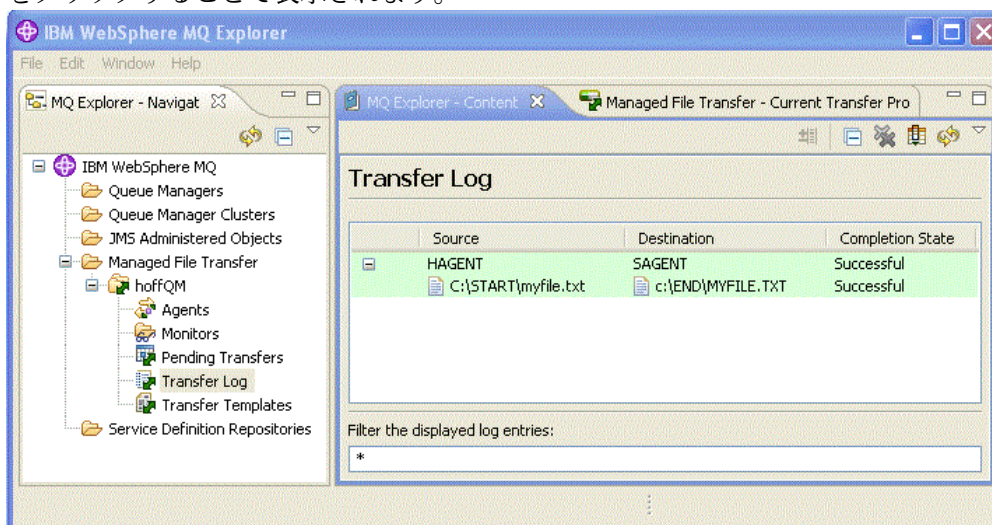 をクリックすることで表示されます。
IBM WebSphere MQ Explorer
File Edit Window Help
MQ Explorer - Navigat
IBM WebSphere MQ
Queue Managers
Queue Manager Clusters
JMS Administered Objects
Managed File Transfer
hoffQM
Agents
Monitors
Pending Transfers
Transfer Log
Transfer Templates
Service Definition Repositories
MQ Explorer - Content
Managed File Transfer - Current Transfer Pro
Transfer Log
Source Destination Completion State
HAGENT SAGENT Successful
C:\START\myfile.txt c:\END\MYFILE.TXT Successful
Filter the displayed log entries:
*